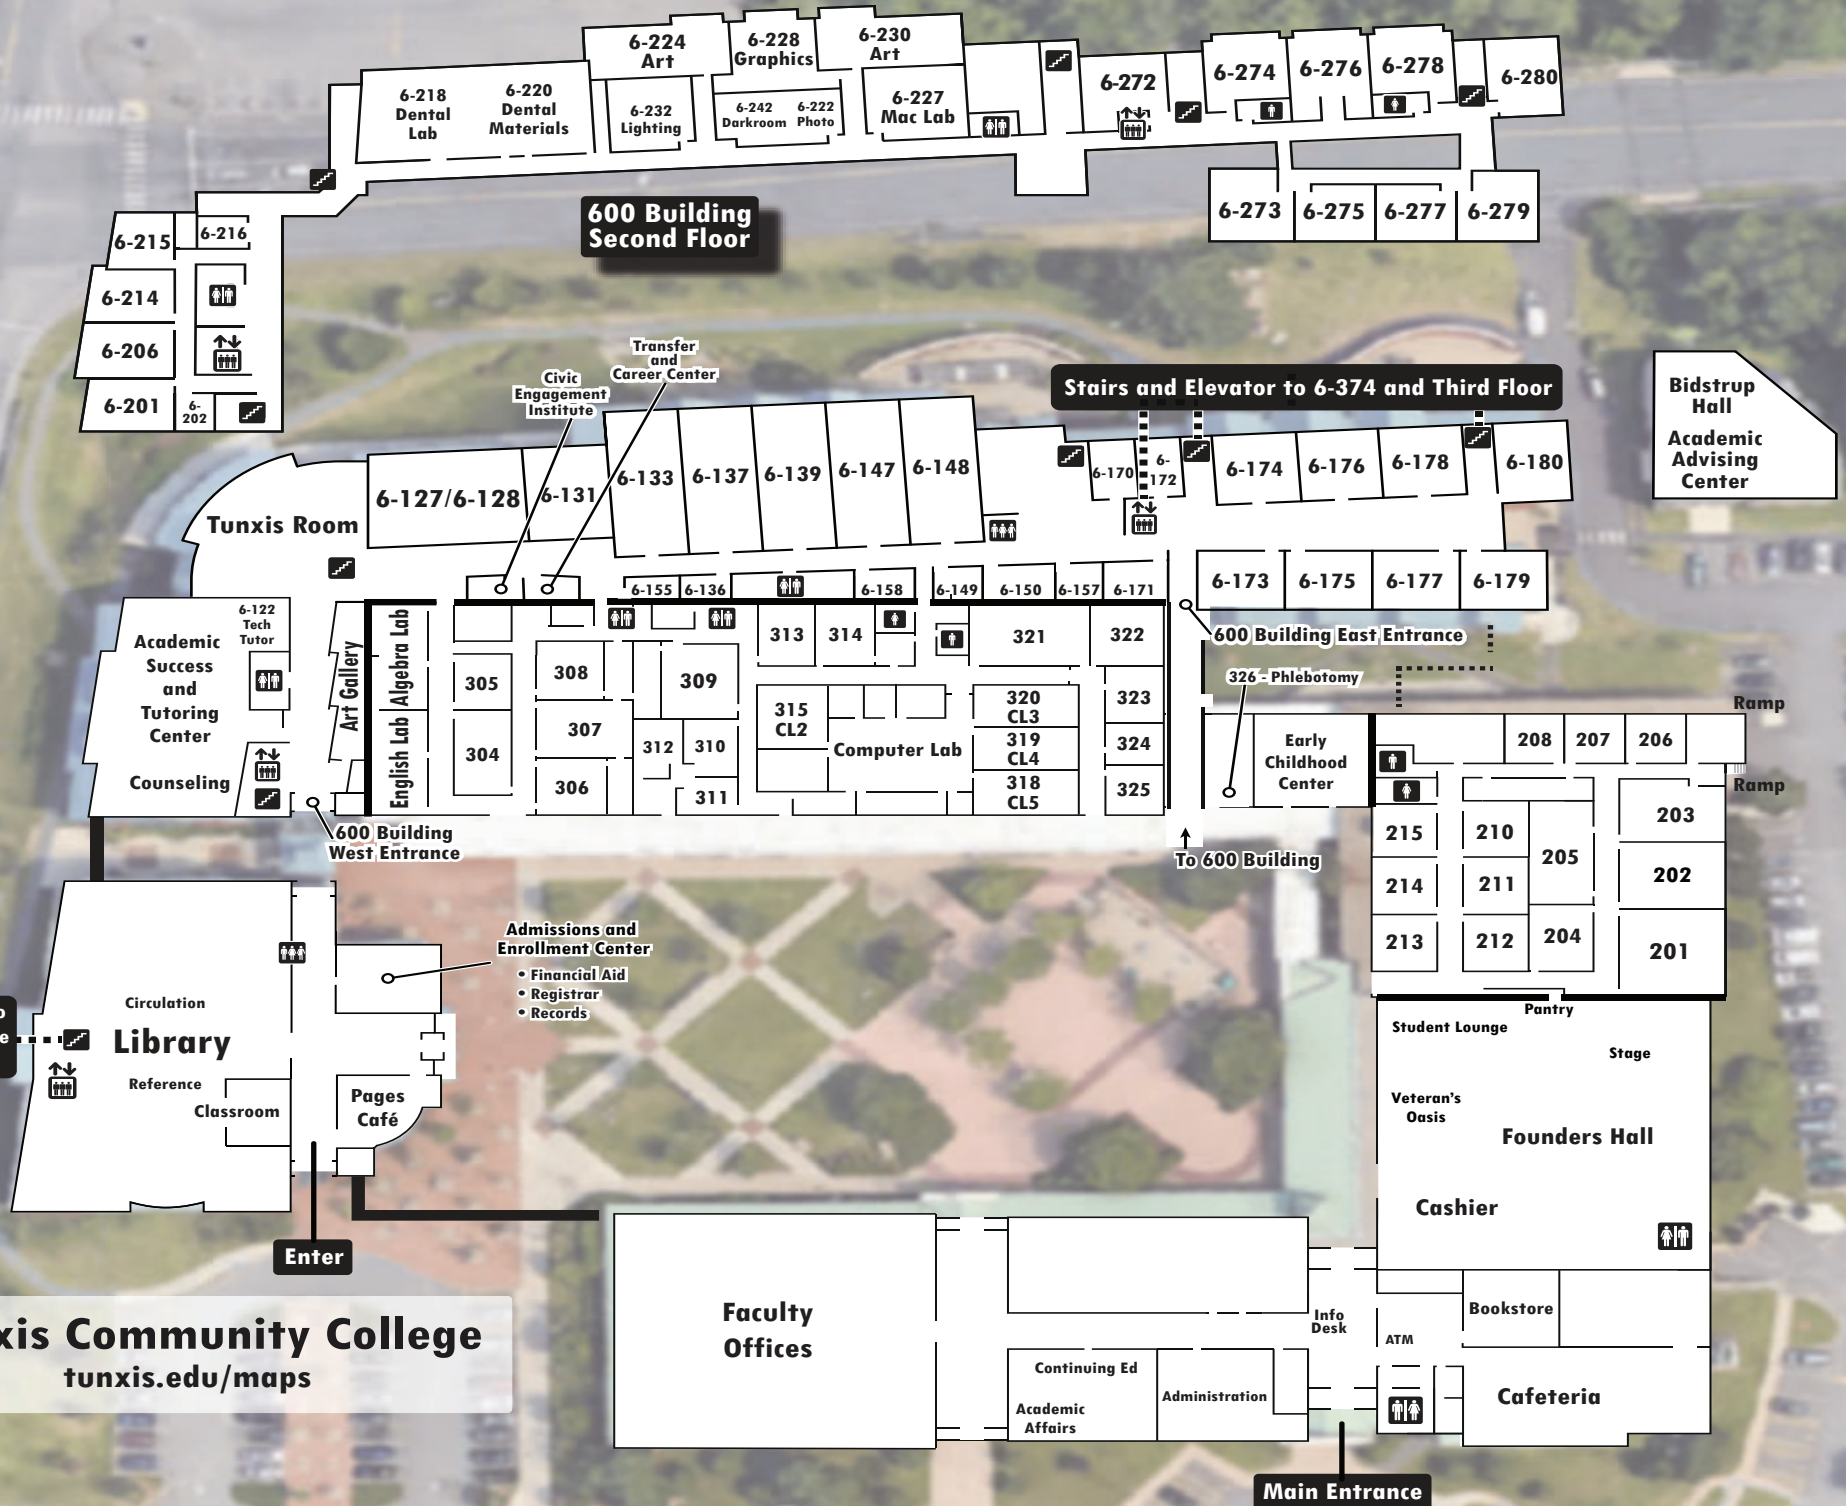 6-224
Art
6-228
Graphics
6-230
Art
6-218
Dental
Lab
6-220
Dental
Materials
6-232
Lighting
6-242
Darkroom
6-222
Photo
6-227
Mac Lab
6-272
6-274
6-276
6-278
6-280
6-273
6-275
6-277
6-279
600 Building
Second Floor
6-215
6-216
6-214
6-206
6-201
6-
202
Transfer
and
Career Center
Civic
Engagement
Institute
Stairs and Elevator to 6-374 and Third Floor
Bidstrup
Hall
Academic
Advising
Center
Tunxis Room
6-127/6-128
6-131
6-133
6-137
6-139
6-147
6-148
6-170
6-
172
6-174
6-176
6-178
6-180
6-155
6-136
6-158
6-149
6-150
6-157
6-171
6-173
6-175
6-177
6-179
600 Building East Entrance
6-122
Tech
Tutor
Academic
Success
and
Tutoring
Center
Counseling
Art Gallery
Algebra Lab
English Lab
305
304
308
307
306
309
312
310
311
313
314
315
CL2
Computer Lab
321
322
320
CL3
319
CL4
318
CL5
323
324
325
326 - Phlebotomy
Early
Childhood
Center
Ramp
Ramp
208
207
206
203
215
210
205
202
214
211
213
212
204
201
600 Building
West Entrance
To 600 Building
Admissions and
Enrollment Center
• Financial Aid
• Registrar
• Records
Circulation
Library
Reference
Classroom
Pages
Café
Enter
o
e
Pantry
Student Lounge
Stage
Veteran's
Oasis
Founders Hall
Cashier
Faculty
Offices
Info
Desk
ATM
Bookstore
Continuing Ed
Academic
Affairs
Administration
Cafeteria
Main Entrance
xis Community College
tunxis.edu/maps